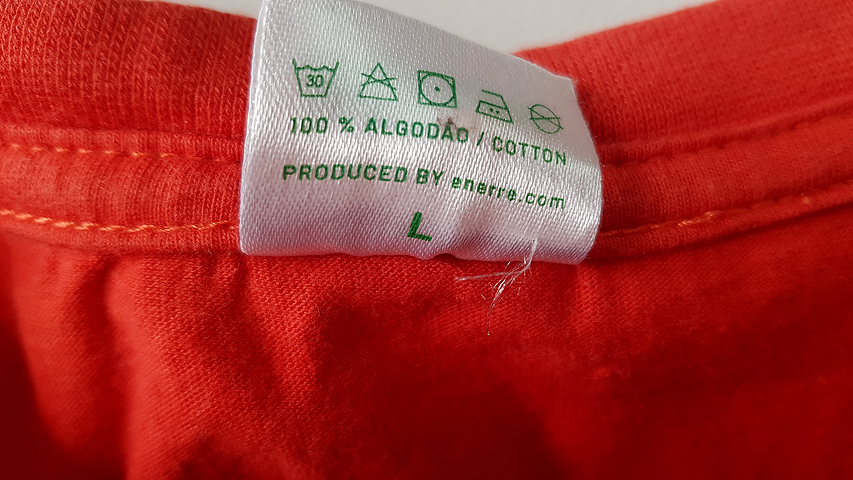 30
100 % ALGODÃO / COTTON
PRODUCED BY enerre.com
L